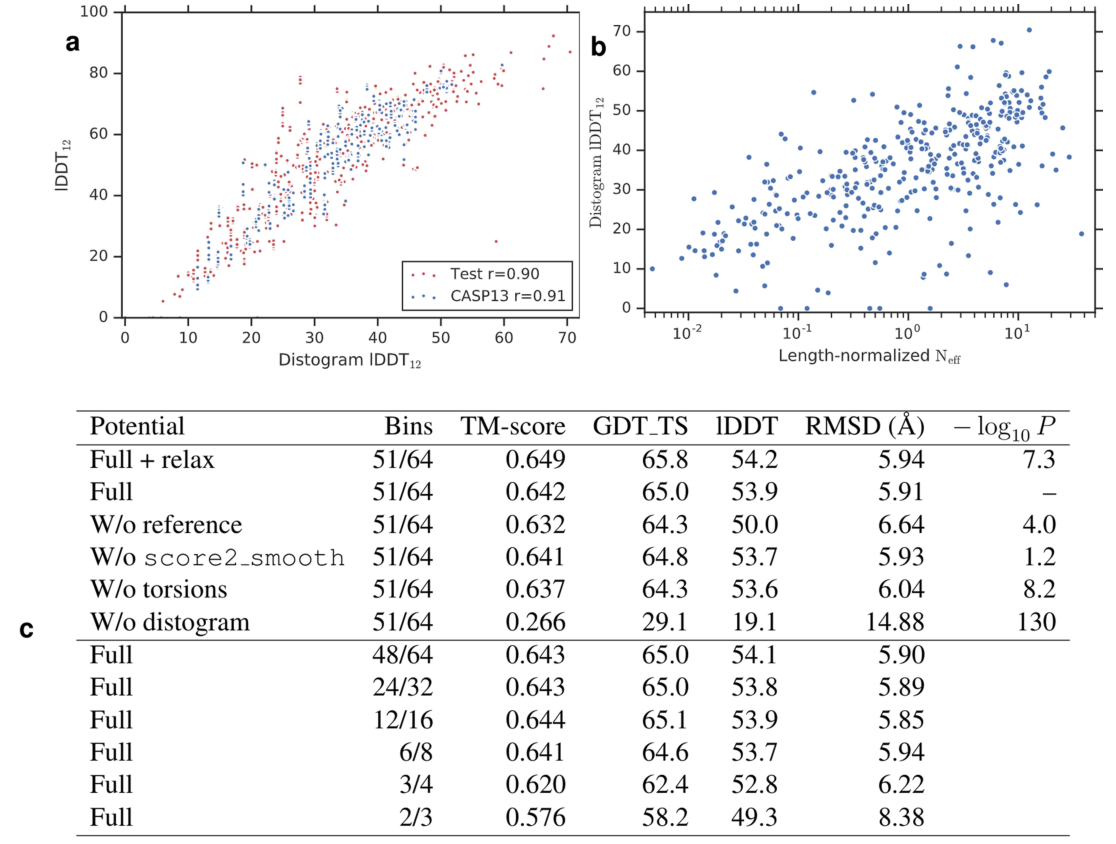 a
100
80
60
40
20
0
lDDT12
0 10 20 30 40 50 60 70
Distogram lDDT12
Test r=0.90
CASP13 r=0.91
b
70
60
50
40
30
20
10
0
Distogram lDDT12
10−2 10−1 100 101
Length-normalized Neff
c
Potential Bins TM-score GDT_TS lDDT RMSD (Å) − log10 P
Full + relax 51/64 0.649 65.8 54.2 5.94 7.3
Full 51/64 0.642 65.0 53.9 5.91 –
W/o reference 51/64 0.632 64.3 50.0 6.64 4.0
W/o score2_smooth 51/64 0.641 64.8 53.7 5.93 1.2
W/o torsions 51/64 0.637 64.3 53.6 6.04 8.2
W/o distogram 51/64 0.266 29.1 19.1 14.88 130
Full 48/64 0.643 65.0 54.1 5.90
Full 24/32 0.643 65.0 53.8 5.89
Full 12/16 0.644 65.1 53.9 5.85
Full 6/8 0.641 64.6 53.7 5.94
Full 3/4 0.620 62.4 52.8 6.22
Full 2/3 0.576 58.2 49.3 8.38